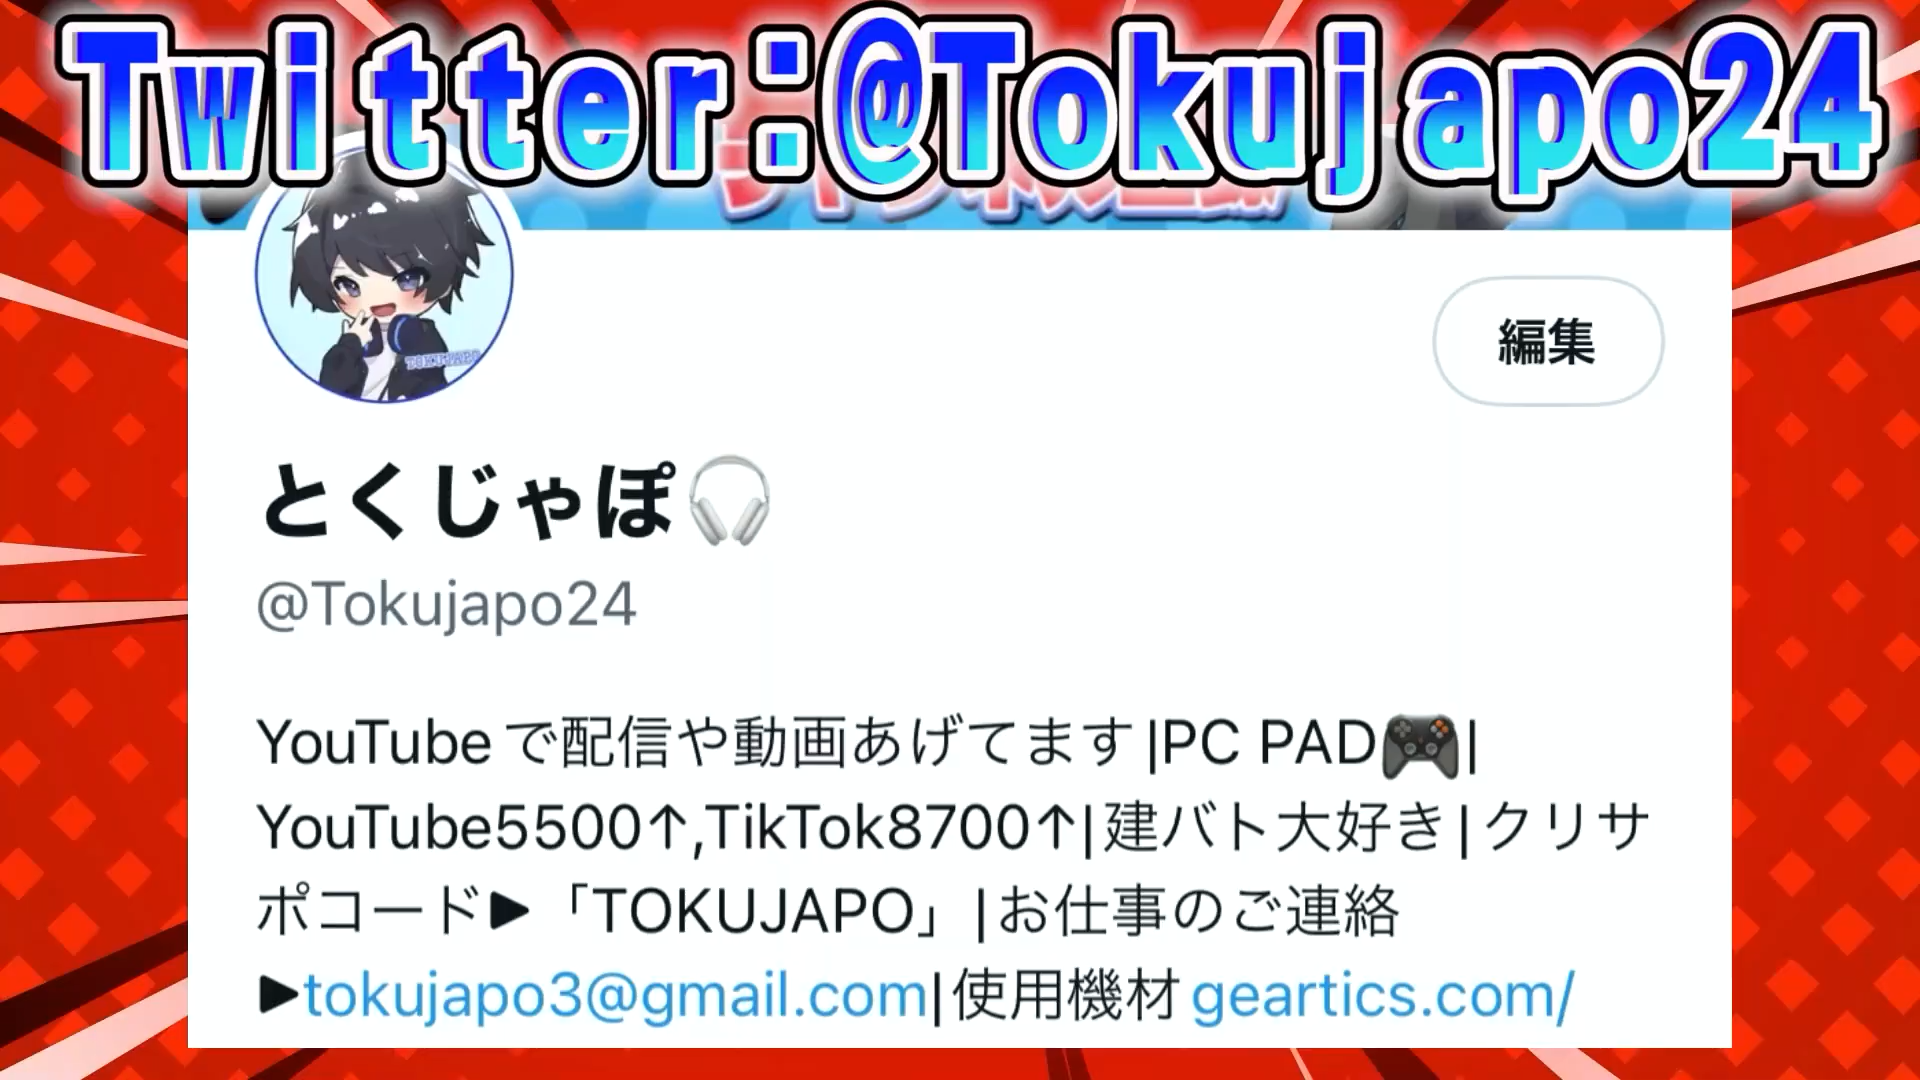 Twitter:@Tokujapo24
TOKUJAPO
編集
とくじゃぽ🎧
@Tokujapo24
YouTubeで配信や動画あげてます|PC PAD🎮|
YouTube5500↑,TikTok8700↑|建バト大好き|クリサ
ポコード▶「TOKUJAPO」|お仕事のご連絡
▶tokujapo3@gmail.com|使用機材 geartics.com/